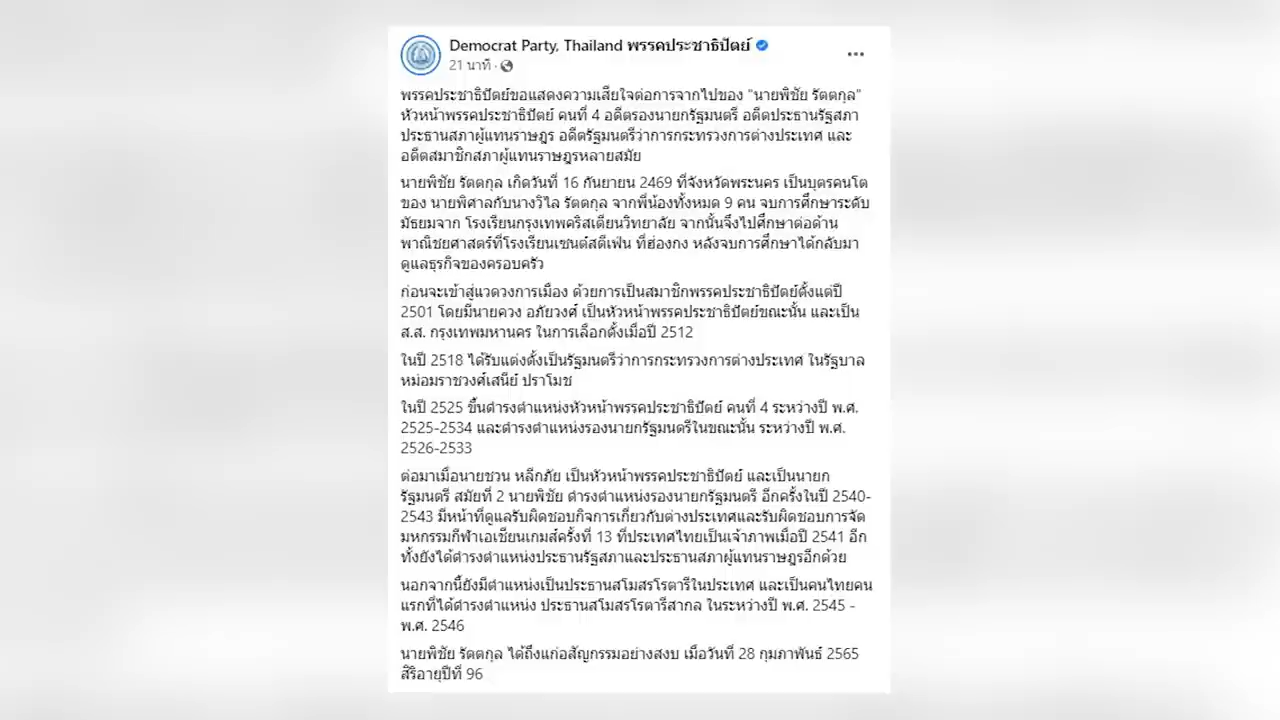 Democrat Party, Thailand พรรคประชาธิปัตย์
21 นาที ·
พรรคประชาธิปัตย์ขอแสดงความเสียใจต่อการจากไปของ "นายพิชัย รัตตกุล"
หัวหน้าพรรคประชาธิปัตย์ คนที่ 4 อดีตรองนายกรัฐมนตรี อดีตประธานรัฐสภา
ประธานสภาผู้แทนราษฎร อดีตรัฐมนตรีว่าการกระทรวงการต่างประเทศ และ
อดีตสมาชิกสภาผู้แทนราษฎรหลายสมัย
นายพิชัย รัตตกุล เกิดวันที่ 16 กันยายน 2469 ที่จังหวัดพระนคร เป็นบุตรคนโต
ของ นายพิศาลกับนางวิไล รัตตกุล จากพี่น้องทั้งหมด 9 คน จบการศึกษาระดับ
มัธยมจาก โรงเรียนกรุงเทพคริสเตียนวิทยาลัย จากนั้นจึงไปศึกษาต่อด้าน
พาณิชยศาสตร์ที่โรงเรียนเซนต์สตีเฟ่น ที่ฮ่องกง หลังจบการศึกษาได้กลับมา
ดูแลธุรกิจของครอบครัว
ก่อนจะเข้าสู่แวดวงการเมือง ด้วยการเป็นสมาชิกพรรคประชาธิปัตย์ตั้งแต่ปี
2501 โดยมีนายควง อภัยวงศ์ เป็นหัวหน้าพรรคประชาธิปัตย์ขณะนั้น และเป็น
ส.ส. กรุงเทพมหานคร ในการเลือกตั้งเมื่อปี 2512
ในปี 2518 ได้รับแต่งตั้งเป็นรัฐมนตรีว่าการกระทรวงการต่างประเทศ ในรัฐบาล
หม่อมราชวงศ์เสนีย์ ปราโมช
ในปี 2525 ขึ้นดำรงตำแหน่งหัวหน้าพรรคประชาธิปัตย์ คนที่ 4 ระหว่างปี พ.ศ.
2525-2534 และดำรงตำแหน่งรองนายกรัฐมนตรีในขณะนั้น ระหว่างปี พ.ศ.
2526-2533
ต่อมาเมื่อนายชวน หลีกภัย เป็นหัวหน้าพรรคประชาธิปัตย์ และเป็นนายก
รัฐมนตรี สมัยที่ 2 นายพิชัย ดำรงตำแหน่งรองนายกรัฐมนตรี อีกครั้งในปี 2540-
2543 มีหน้าที่ดูแลรับผิดชอบกิจการเกี่ยวกับต่างประเทศและรับผิดชอบการจัด
มหกรรมกีฬาเอเชียนเกมส์ครั้งที่ 13 ที่ประเทศไทยเป็นเจ้าภาพเมื่อปี 2541 อีก
ทั้งยังได้ดำรงตำแหน่งประธานรัฐสภาและประธานสภาผู้แทนราษฎรอีกด้วย
นอกจากนี้ยังมีตำแหน่งเป็นประธานสโมสรโรตารีในประเทศ และเป็นคนไทยคน
แรกที่ได้ดำรงตำแหน่ง ประธานสโมสรโรตารีสากล ในระหว่างปี พ.ศ. 2545 -
พ.ศ. 2546
นายพิชัย รัตตกุล ได้ถึงแก่อสัญกรรมอย่างสงบ เมื่อวันที่ 28 กุมภาพันธ์ 2565
สิริอายุปีที่ 96